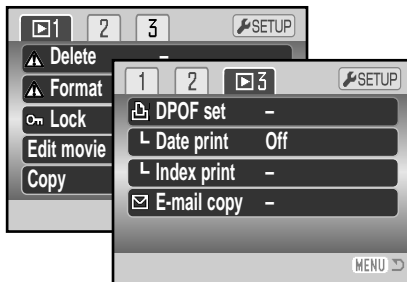 1 2 3 SETUP
Delete –
Format
Lock
Edit movie
Copy
1 2 3 SETUP
DPOF set –
Date print Off
Index print –
E-mail copy –
MENU